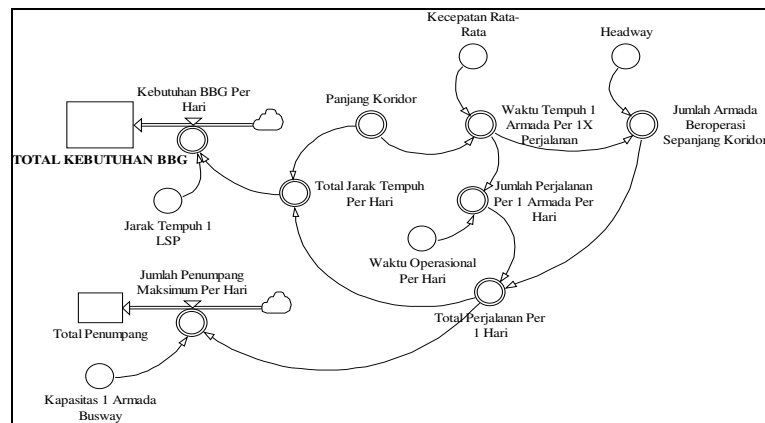 Kecepatan Rata-
Rata
Headway
Kebutuhan BBG Per
Hari
Panjang Koridor
Waktu Tempuh 1
Armada Per 1X
Perjalanan
Jumlah Armada
Beroperasi
Sepanjang Koridor
TOTAL KEBUTUHAN BBG
Total Jarak Tempuh
Per Hari
Jumlah Perjalanan
Per 1 Armada Per
Hari
Jarak Tempuh 1
LSP
Waktu Operasional
Per Hari
Jumlah Penumpang
Maksimum Per Hari
Total Penumpang
Total Perjalanan Per
1 Hari
Kapasitas 1 Armada
Busway